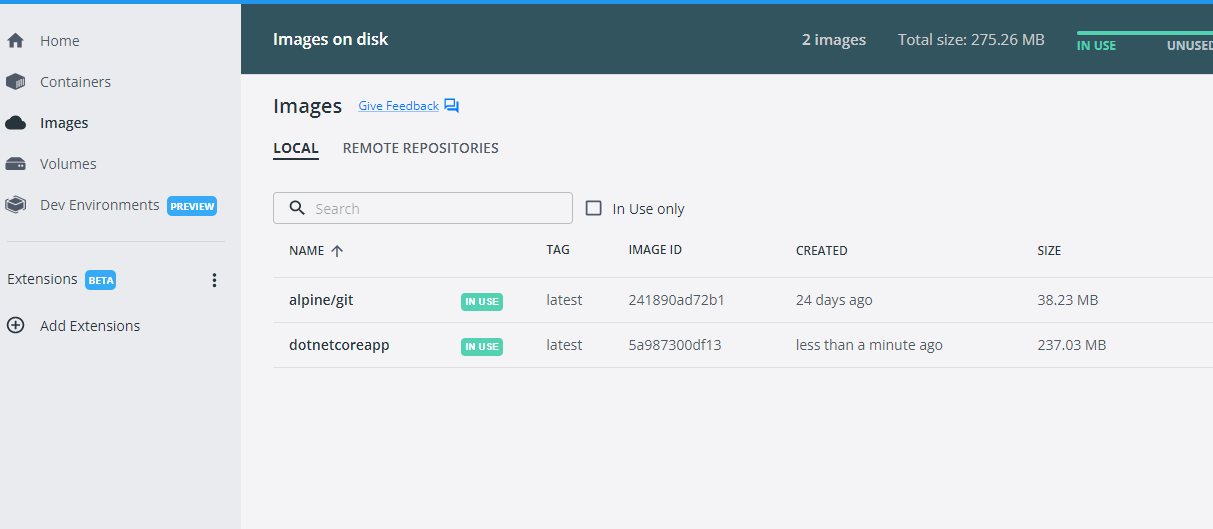 Home
Containers
Images
Volumes
Dev Environments PREVIEW
Extensions BETA
Add Extensions
Images on disk 2 images Total size: 275.26 MB IN USE UNUSED
Images Give Feedback
LOCAL REMOTE REPOSITORIES
Search In Use only
NAME TAG IMAGE ID CREATED SIZE
alpine/git IN USE latest 241890ad72b1 24 days ago 38.23 MB
dotnetcoreapp IN USE latest 5a987300df13 less than a minute ago 237.03 MB